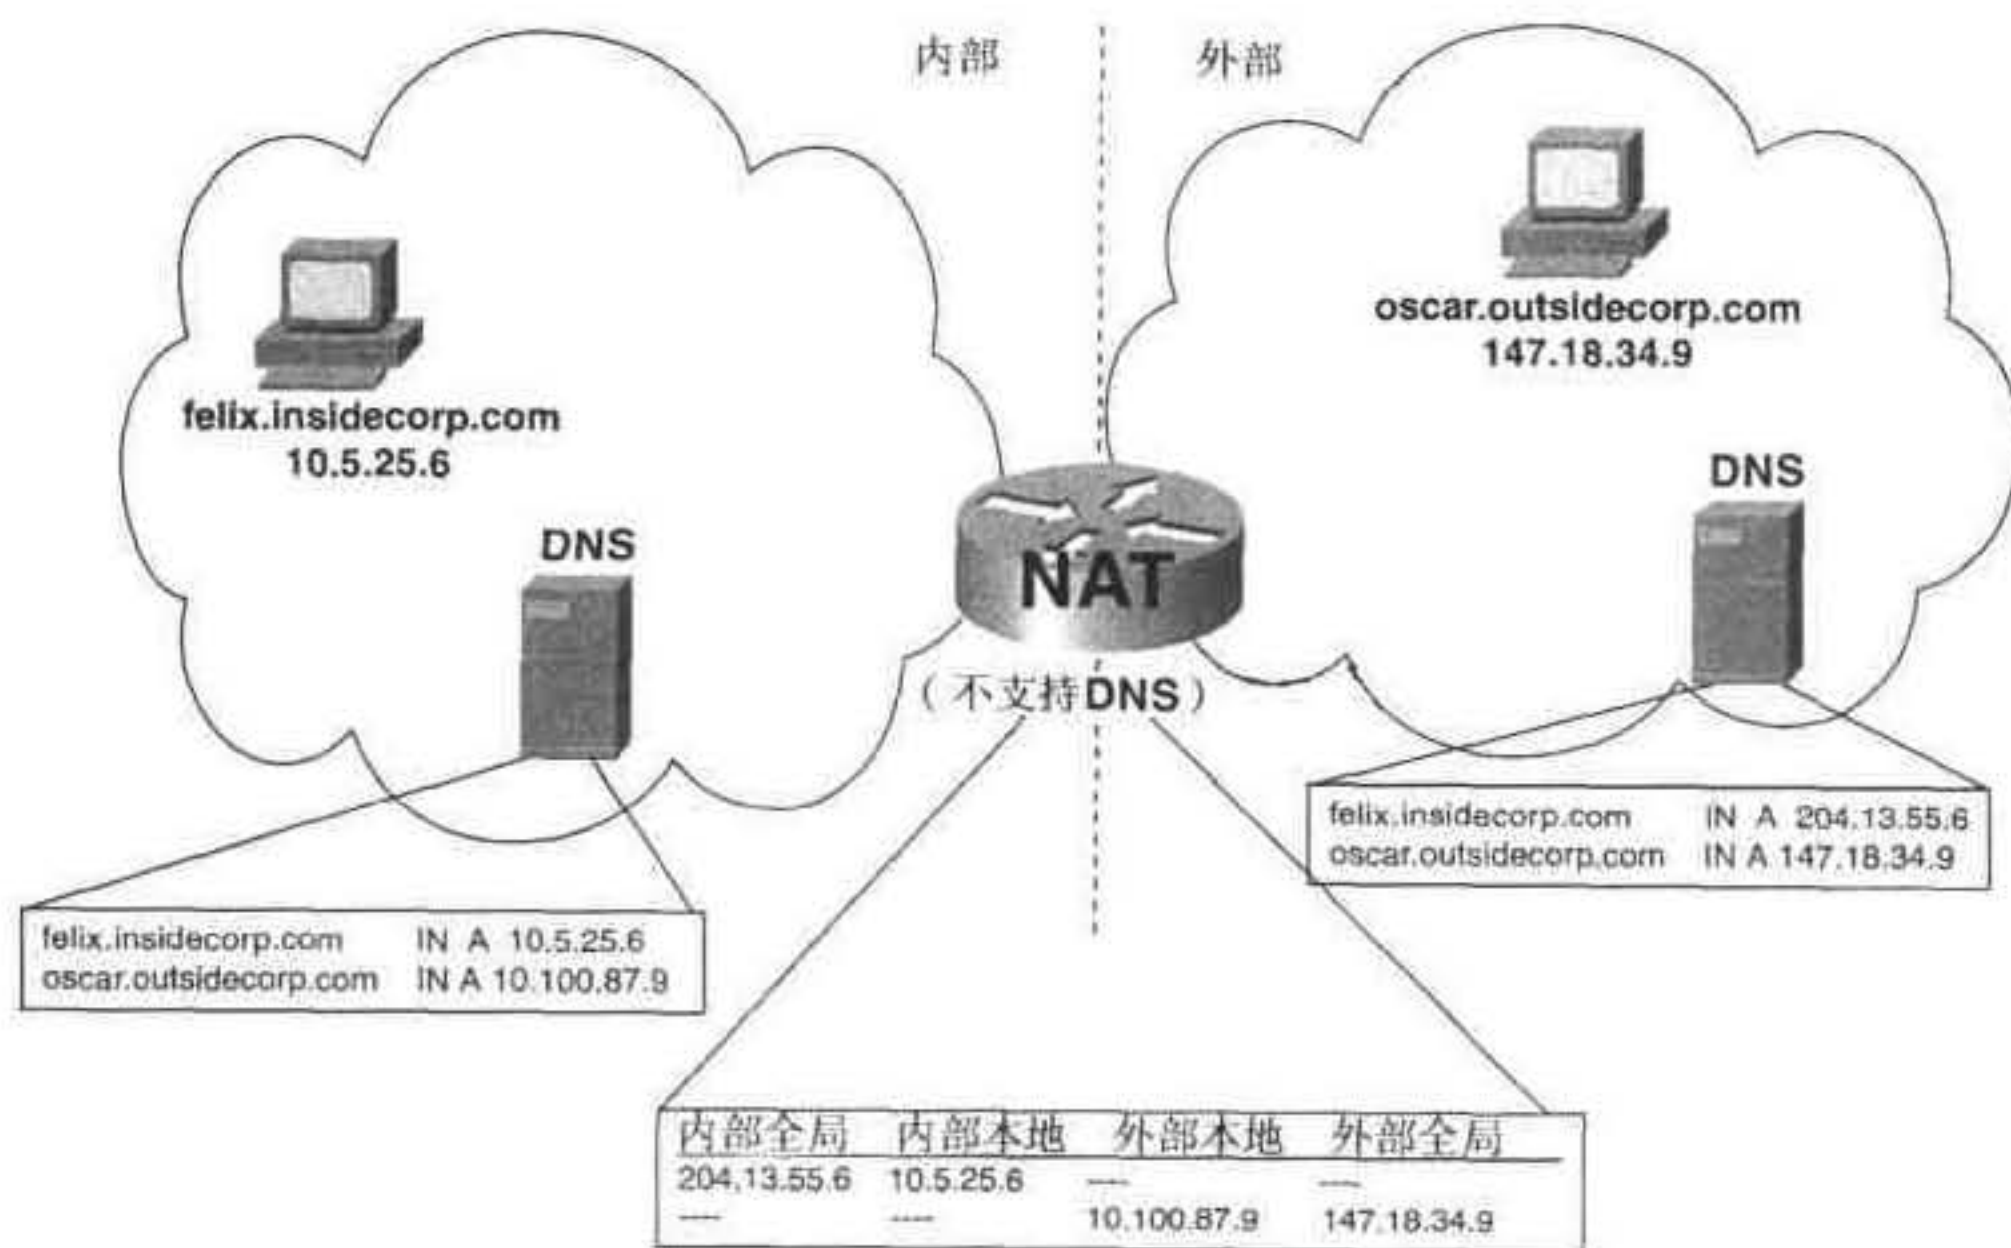 内部
外部
oscar.outsidecorp.com
147.18.34.9
felix.insidecorp.com
10.5.25.6
DNS
DNS
NAT
(不支持DNS)
felix.insidecorp.com IN A 204.13.55.6
oscar.outsidecorp.com IN A 147.18.34.9
felix.insidecorp.com IN A 10.5.25.6
oscar.outsidecorp.com IN A 10.100.87.9
内部全局 内部本地 外部本地 外部全局
204.13.55.6 10.5.25.6 ---- ----
---- ---- 10.100.87.9 147.18.34.9